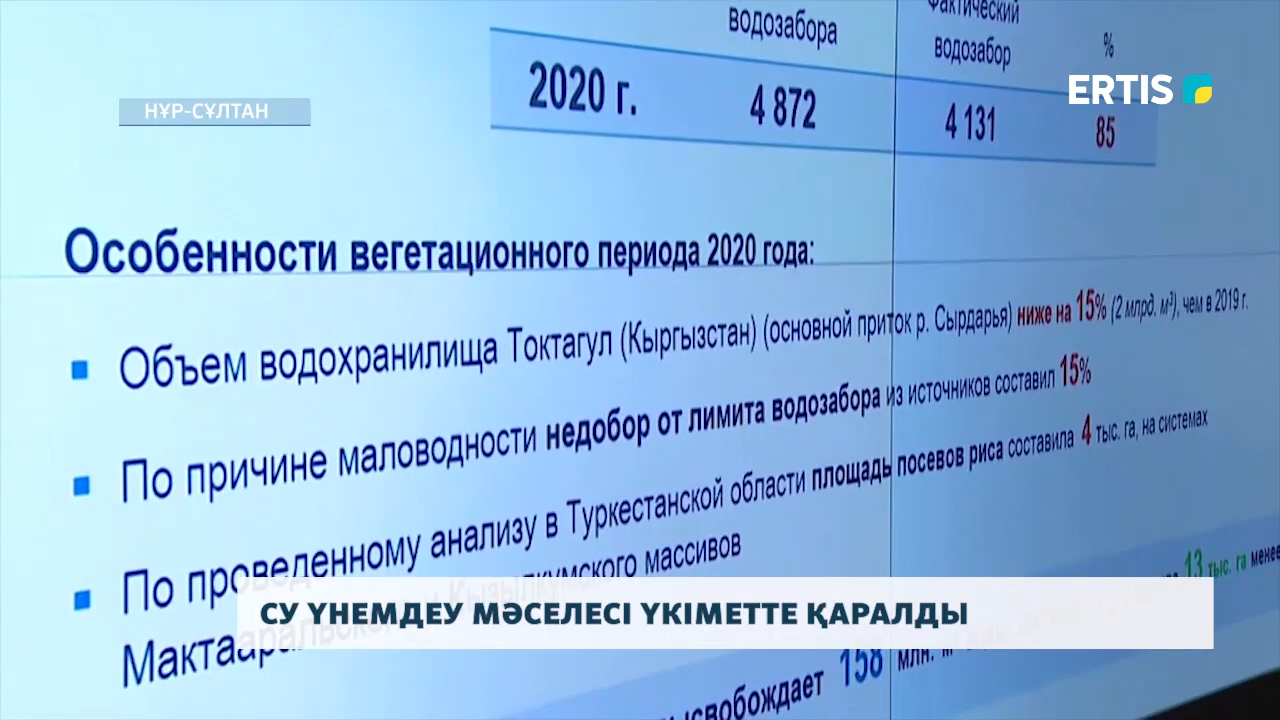 водозабора
фактический
водозабор
%
ERTIS
НҰР-СҰЛТАН
2020 г.
4 872
4 131
85
Особенности вегетационного периода 2020 года:
Объем водохранилища Токтагул (Кыргызстан) (основной приток р. Сырдарья) ниже на 15% (2 млрд. м³), чем в 2019 г.
По причине маловодности недобор от лимита водозабора из источников составил 15%
По проведенному анализу в Туркестанской области площадь посевов риса составила 4 тыс. га, на системах
Кызылкумского массивов
13 тыс. га менее
СУ ҮНЕМДЕУ МӘСЕЛЕСІ ҮКІМЕТТЕ ҚАРАЛДЫ
158 млн.